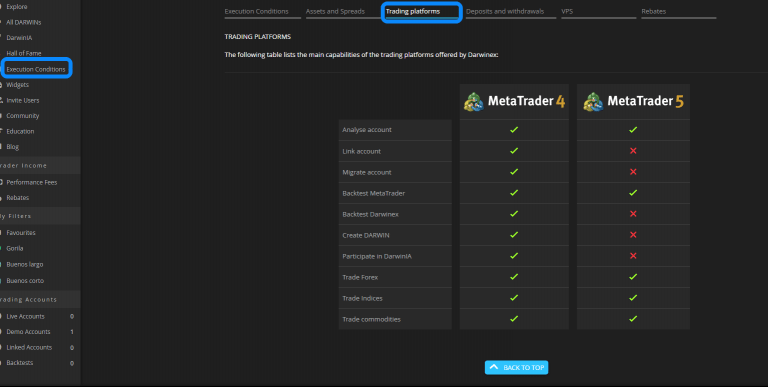 Explore
All DARWINs
DarwinIA
Hall of Fame
Execution Conditions
Widgets
Invite Users
Community
Education
Blog
rader Income
Performance Fees
Rebates
y Filters
Favourites
Gorila
Buenos largo
Buenos corto
rading Accounts
Live Accounts 0
Demo Accounts 1
Linked Accounts 0
Backtests 0
Execution Conditions Assets and Spreads Trading platforms Deposits and withdrawals VPS Rebates
TRADING PLATFORMS
The following table lists the main capabilities of the trading platforms offered by Darwinex:
MetaTrader 4 MetaTrader 5
Analyse account
Link account
Migrate account
Backtest MetaTrader
Backtest Darwinex
Create DARWIN
Participate in DarwinIA
Trade Forex
Trade Indices
Trade commodities
BACK TO TOP